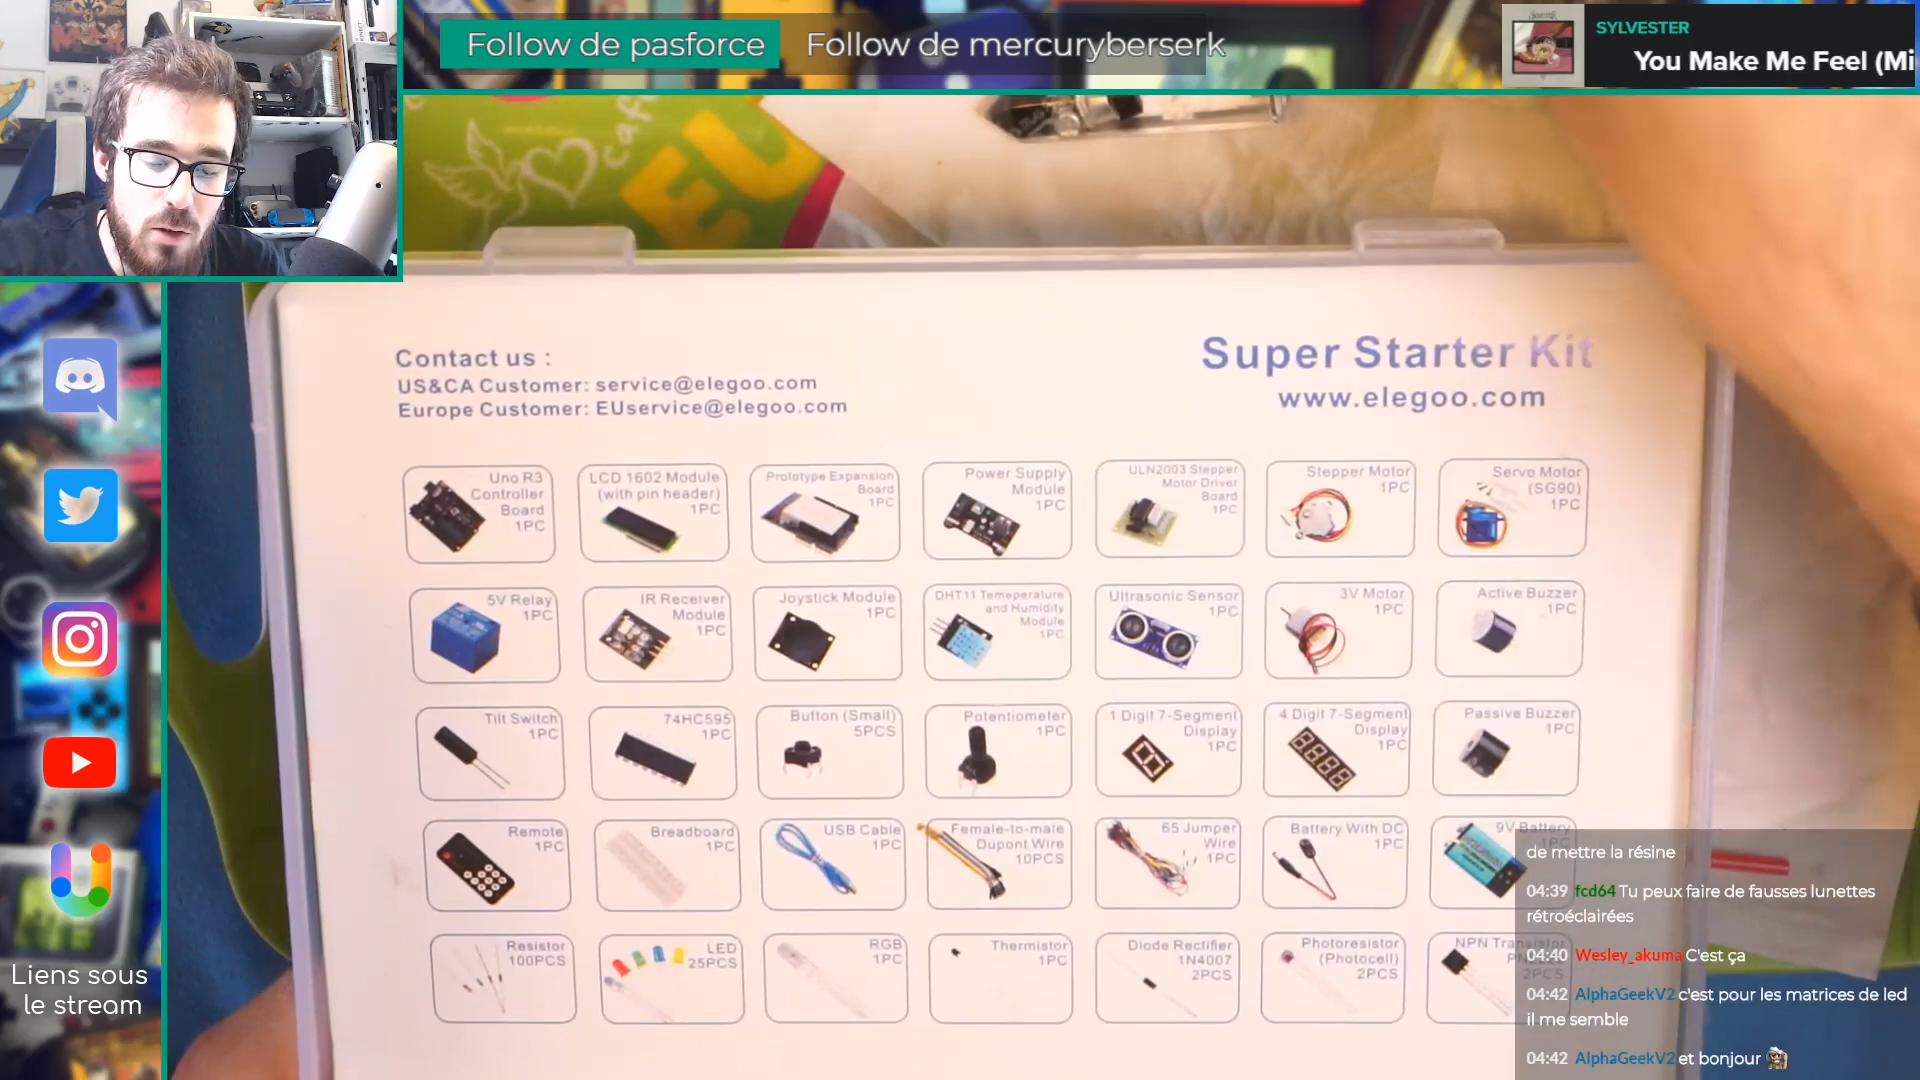 Follow de pasforce
Follow de mercuryberserk
SYLVESTER
You Make Me Feel (Mi
Contact us :
US&CA Customer: service@elegoo.com
Europe Customer: EUservice@elegoo.com
Super Starter Kit
www.elegoo.com
Uno R3
Controller
Board
1PC
LCD 1602 Module
(with pin header)
1PC
Prototype Expansion
Board
1PC
Power Supply
Module
1PC
ULN2003 Stepper
Motor Driver
Board
1PC
Stepper Motor
1PC
Servo Motor
(SG90)
1PC
5V Relay
1PC
IR Receiver
Module
1PC
Joystick Module
1PC
DHT11 Temeperature
and Humidity
Module
1PC
Ultrasonic Sensor
1PC
3V Motor
1PC
Active Buzzer
1PC
Tilt Switch
1PC
74HC595
1PC
Button (Small)
5PCS
Potentiometer
1PC
1 Digit 7-Segment
Display
1PC
4 Digit 7-Segment
Display
1PC
Passive Buzzer
1PC
Remote
1PC
Breadboard
1PC
USB Cable
1PC
Female-to-male
Dupont Wire
10PCS
65 Jumper
Wire
1PC
Battery With DC
1PC
9V Battery
1PC
Resistor
100PCS
LED
25PCS
RGB
1PC
Thermistor
1PC
Diode Rectifier
1N4007
2PCS
Photoresistor
(Photocell)
2PCS
NPN Transistor
2PCS
de mettre la résine
04:39 fcd64 Tu peux faire de fausses lunettes
rétroéclairées
04:40 Wesley_akuma C'est ça
04:42 AlphaGeekV2 c'est pour les matrices de led
il me semble
04:42 AlphaGeekV2 et bonjour
Liens sous
le stream